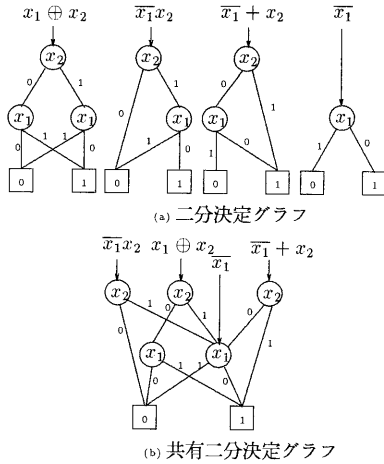 x₁ ⊕ x₂ x̅₁x₂ x̅₁ + x₂ x̅₁
x₂ x₂ x₂
0 1 0 1 0 1
x₁ x₁ x₁ x₁ x₁
0 1 1 0 1 0 1 0 1 0
0 1 0 1 0 1 0 1
(a) 二分決定グラフ
x̅₁x₂ x₁ ⊕ x₂ x̅₁ x̅₁ + x₂
x₂ x₂ x₂
0 1 0 1 0 1
x₁ x₁
0 1 1 0
0 1
(b) 共有二分決定グラフ